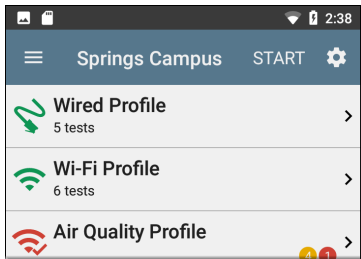 2:38
Springs Campus START
Wired Profile
5 tests
Wi-Fi Profile
6 tests
Air Quality Profile
4 1